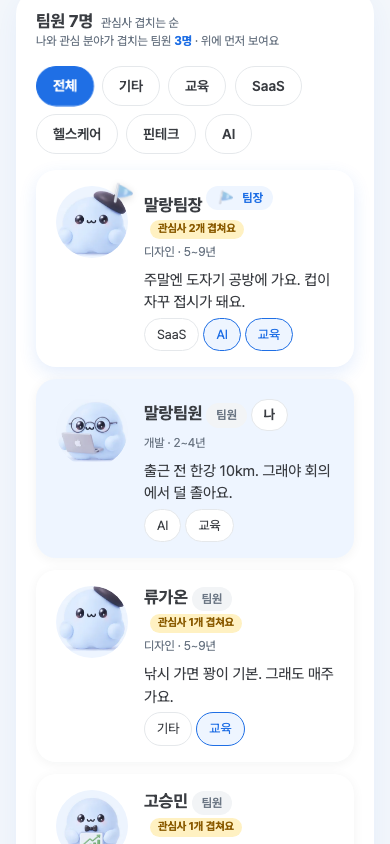 팀원 7명 관심사 겹치는 순
나와 관심 분야가 겹치는 팀원 3명 · 위에 먼저 보여요
전체 기타 교육 SaaS
헬스케어 핀테크 AI
말랑팀장 팀장
관심사 2개 겹쳐요
디자인 · 5~9년
주말엔 도자기 공방에 가요. 컵이
자꾸 접시가 돼요.
SaaS AI 교육
말랑팀원 팀원 나
개발 · 2~4년
출근 전 한강 10km. 그래야 회의
에서 덜 졸아요.
AI 교육
류가온 팀원
관심사 1개 겹쳐요
디자인 · 5~9년
낚시 가면 꽝이 기본. 그래도 매주
가요.
기타 교육
고승민 팀원
관심사 1개 겹쳐요